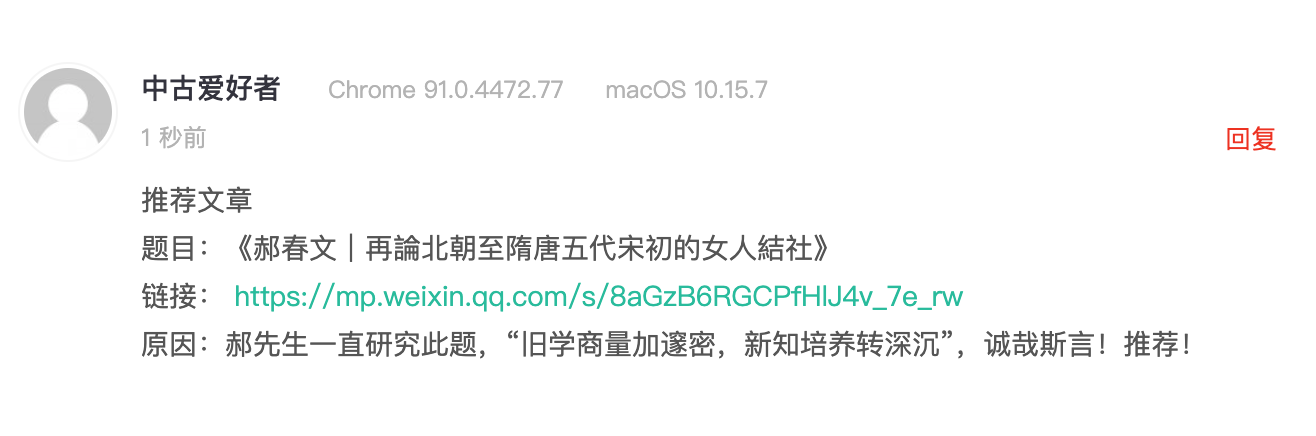 中古爱好者 Chrome 91.0.4472.77 macOS 10.15.7
1 秒前 回复
推荐文章
题目：《郝春文｜再論北朝至隋唐五代宋初的女人結社》
链接： https://mp.weixin.qq.com/s/8aGzB6RGCPfHlJ4v_7e_rw
原因：郝先生一直研究此题，“旧学商量加邃密，新知培养转深沉”，诚哉斯言！推荐！